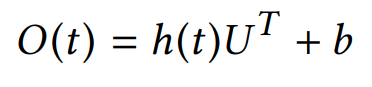 O(t) = h(t)U^T + b